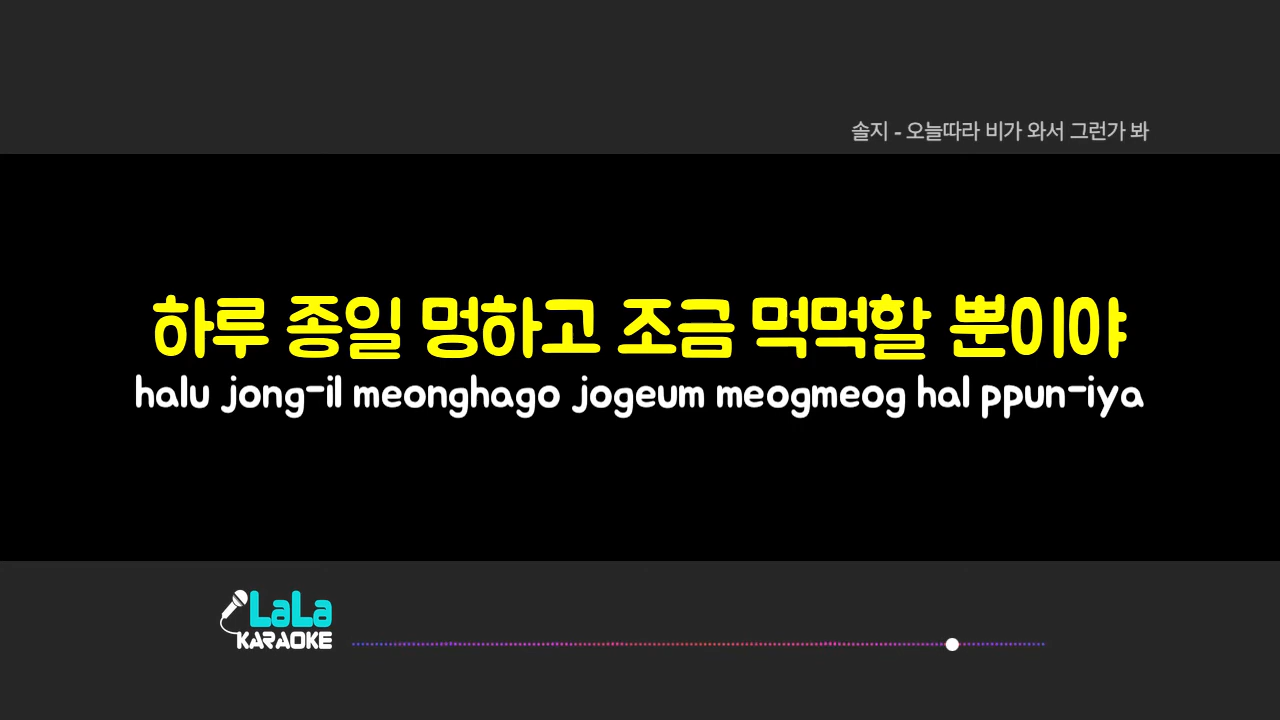 솔지 - 오늘따라 비가 와서 그런가 봐
하루 종일 멍하고 조금 먹먹할 뿐이야
halu jong-il meonghago jogeum meogmeog hal ppun-iya
LaLa
KARAOKE